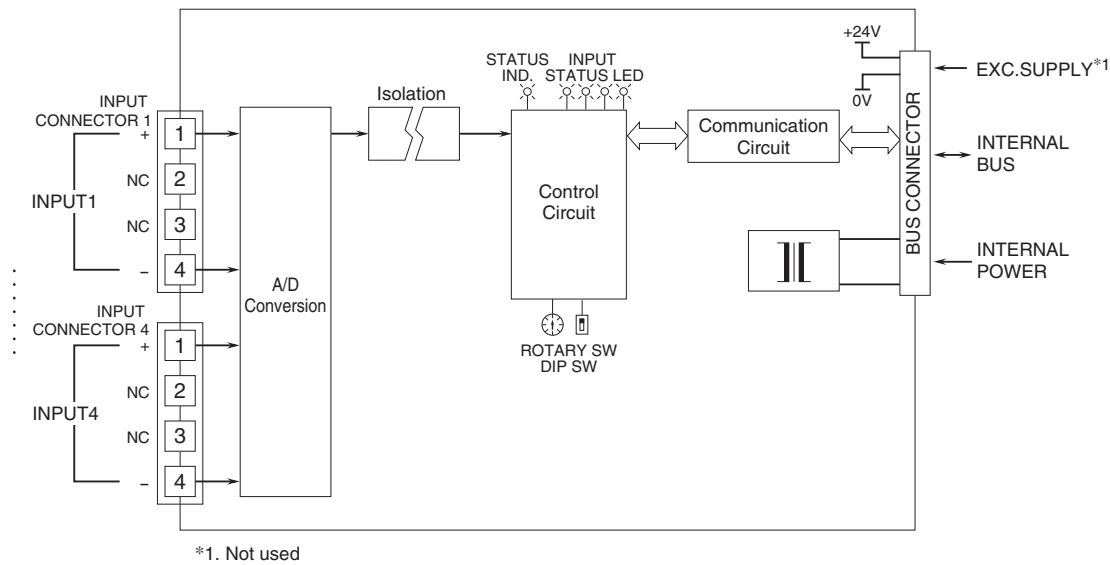 +24V
STATUS
IND.
INPUT
STATUS LED
EXC.SUPPLY*1
0V
INPUT
CONNECTOR 1
Isolation
+
1
NC
2
INPUT1
NC
3
−
4
A/D
Conversion
Control
Circuit
Communication
Circuit
BUS CONNECTOR
INTERNAL
BUS
INTERNAL
POWER
INPUT
CONNECTOR 4
+
1
NC
2
INPUT4
NC
3
−
4
ROTARY SW
DIP SW
*1. Not used